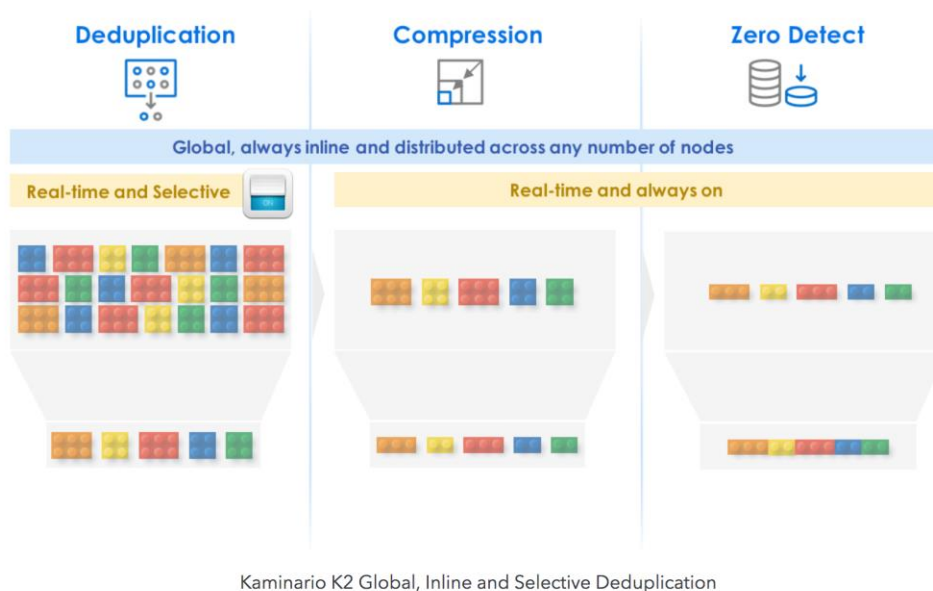 Deduplication
Compression
Zero Detect
Global, always inline and distributed across any number of nodes
Real-time and Selective
ON
Real-time and always on
Kaminario K2 Global, Inline and Selective Deduplication